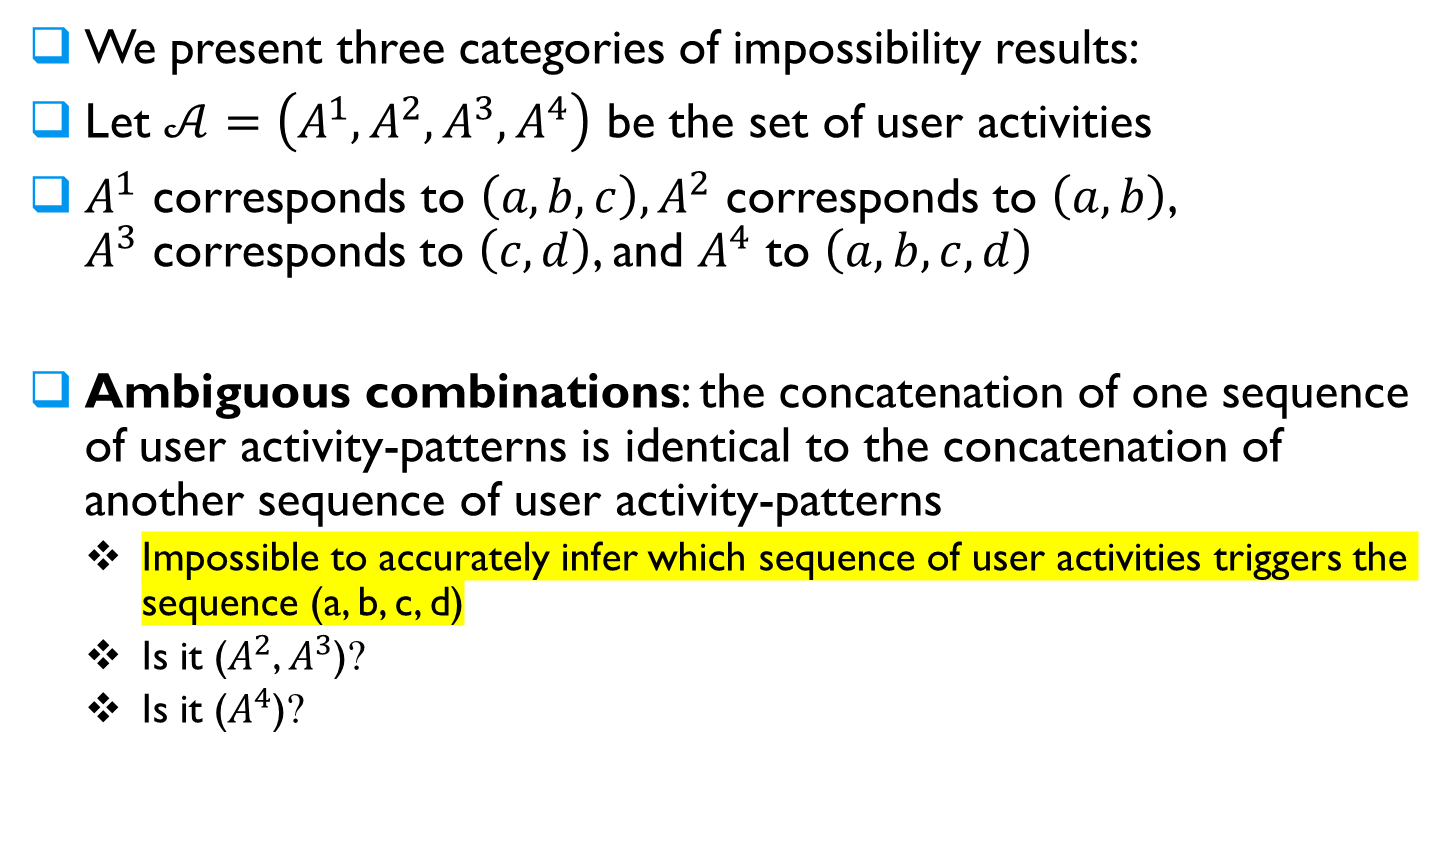 ❑ We present three categories of impossibility results:
❑ Let 𝒜 = (A¹, A², A³, A⁴) be the set of user activities
❑ A¹ corresponds to (a, b, c), A² corresponds to (a, b),
A³ corresponds to (c, d), and A⁴ to (a, b, c, d)
❑ Ambiguous combinations: the concatenation of one sequence
of user activity-patterns is identical to the concatenation of
another sequence of user activity-patterns
❖ Impossible to accurately infer which sequence of user activities triggers the
sequence (a, b, c, d)
❖ Is it (A², A³)?
❖ Is it (A⁴)?